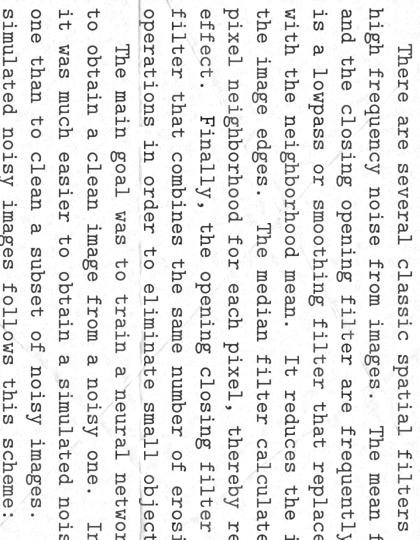 There are several classic spatial filters
high frequency noise from images. The mean
and the closing opening filter are frequently
is a lowpass or smoothing filter that replace
with the neighborhood mean. It reduces the
the image edges. The median filter calculate
pixel neighborhood for each pixel, thereby
effect. Finally, the opening closing filter
filter that combines the same number of
operations in order to eliminate small object
The main goal was to train a neural
to obtain a clean image from a noisy one.
it was much easier to obtain a simulated
one than to clean a subset of noisy images.
simulated noisy images follows this scheme: